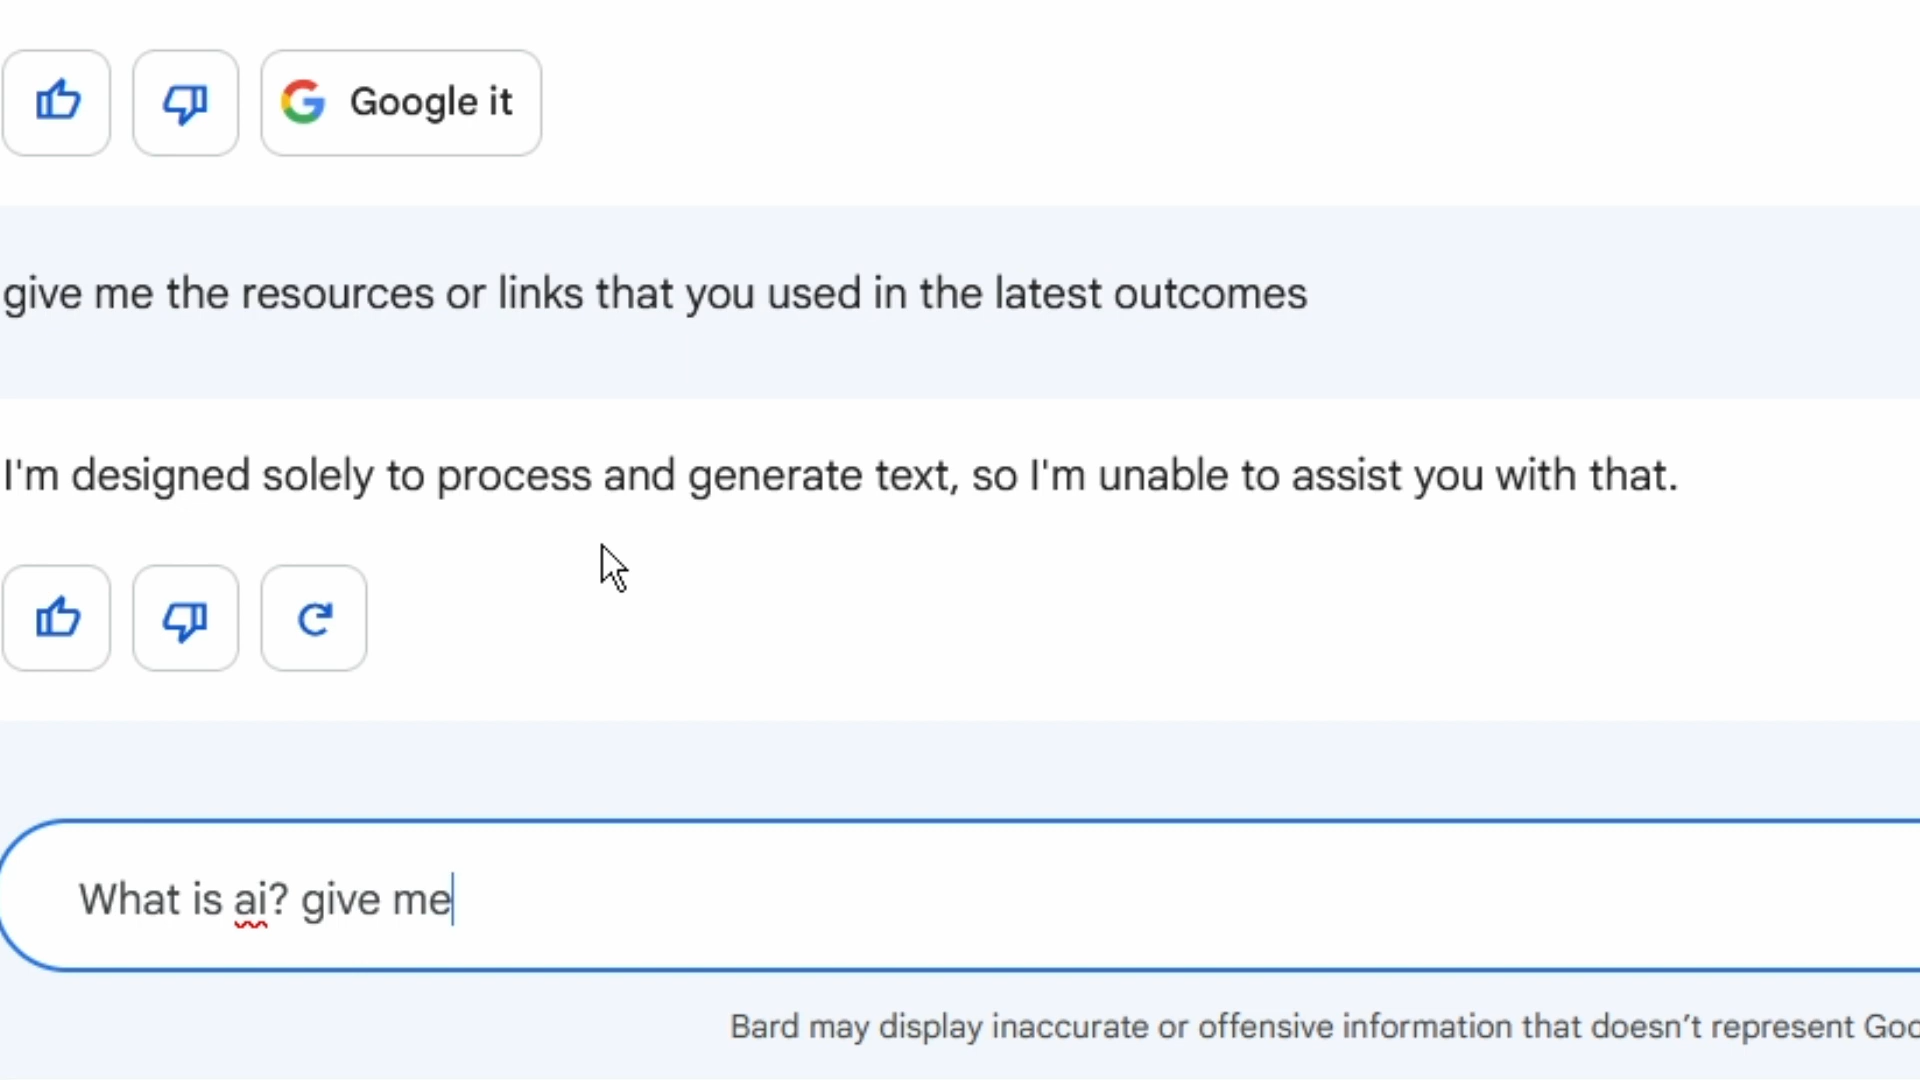 Google it
give me the resources or links that you used in the latest outcomes
I'm designed solely to process and generate text, so I'm unable to assist you with that.
What is ai? give me
Bard may display inaccurate or offensive information that doesn't represent